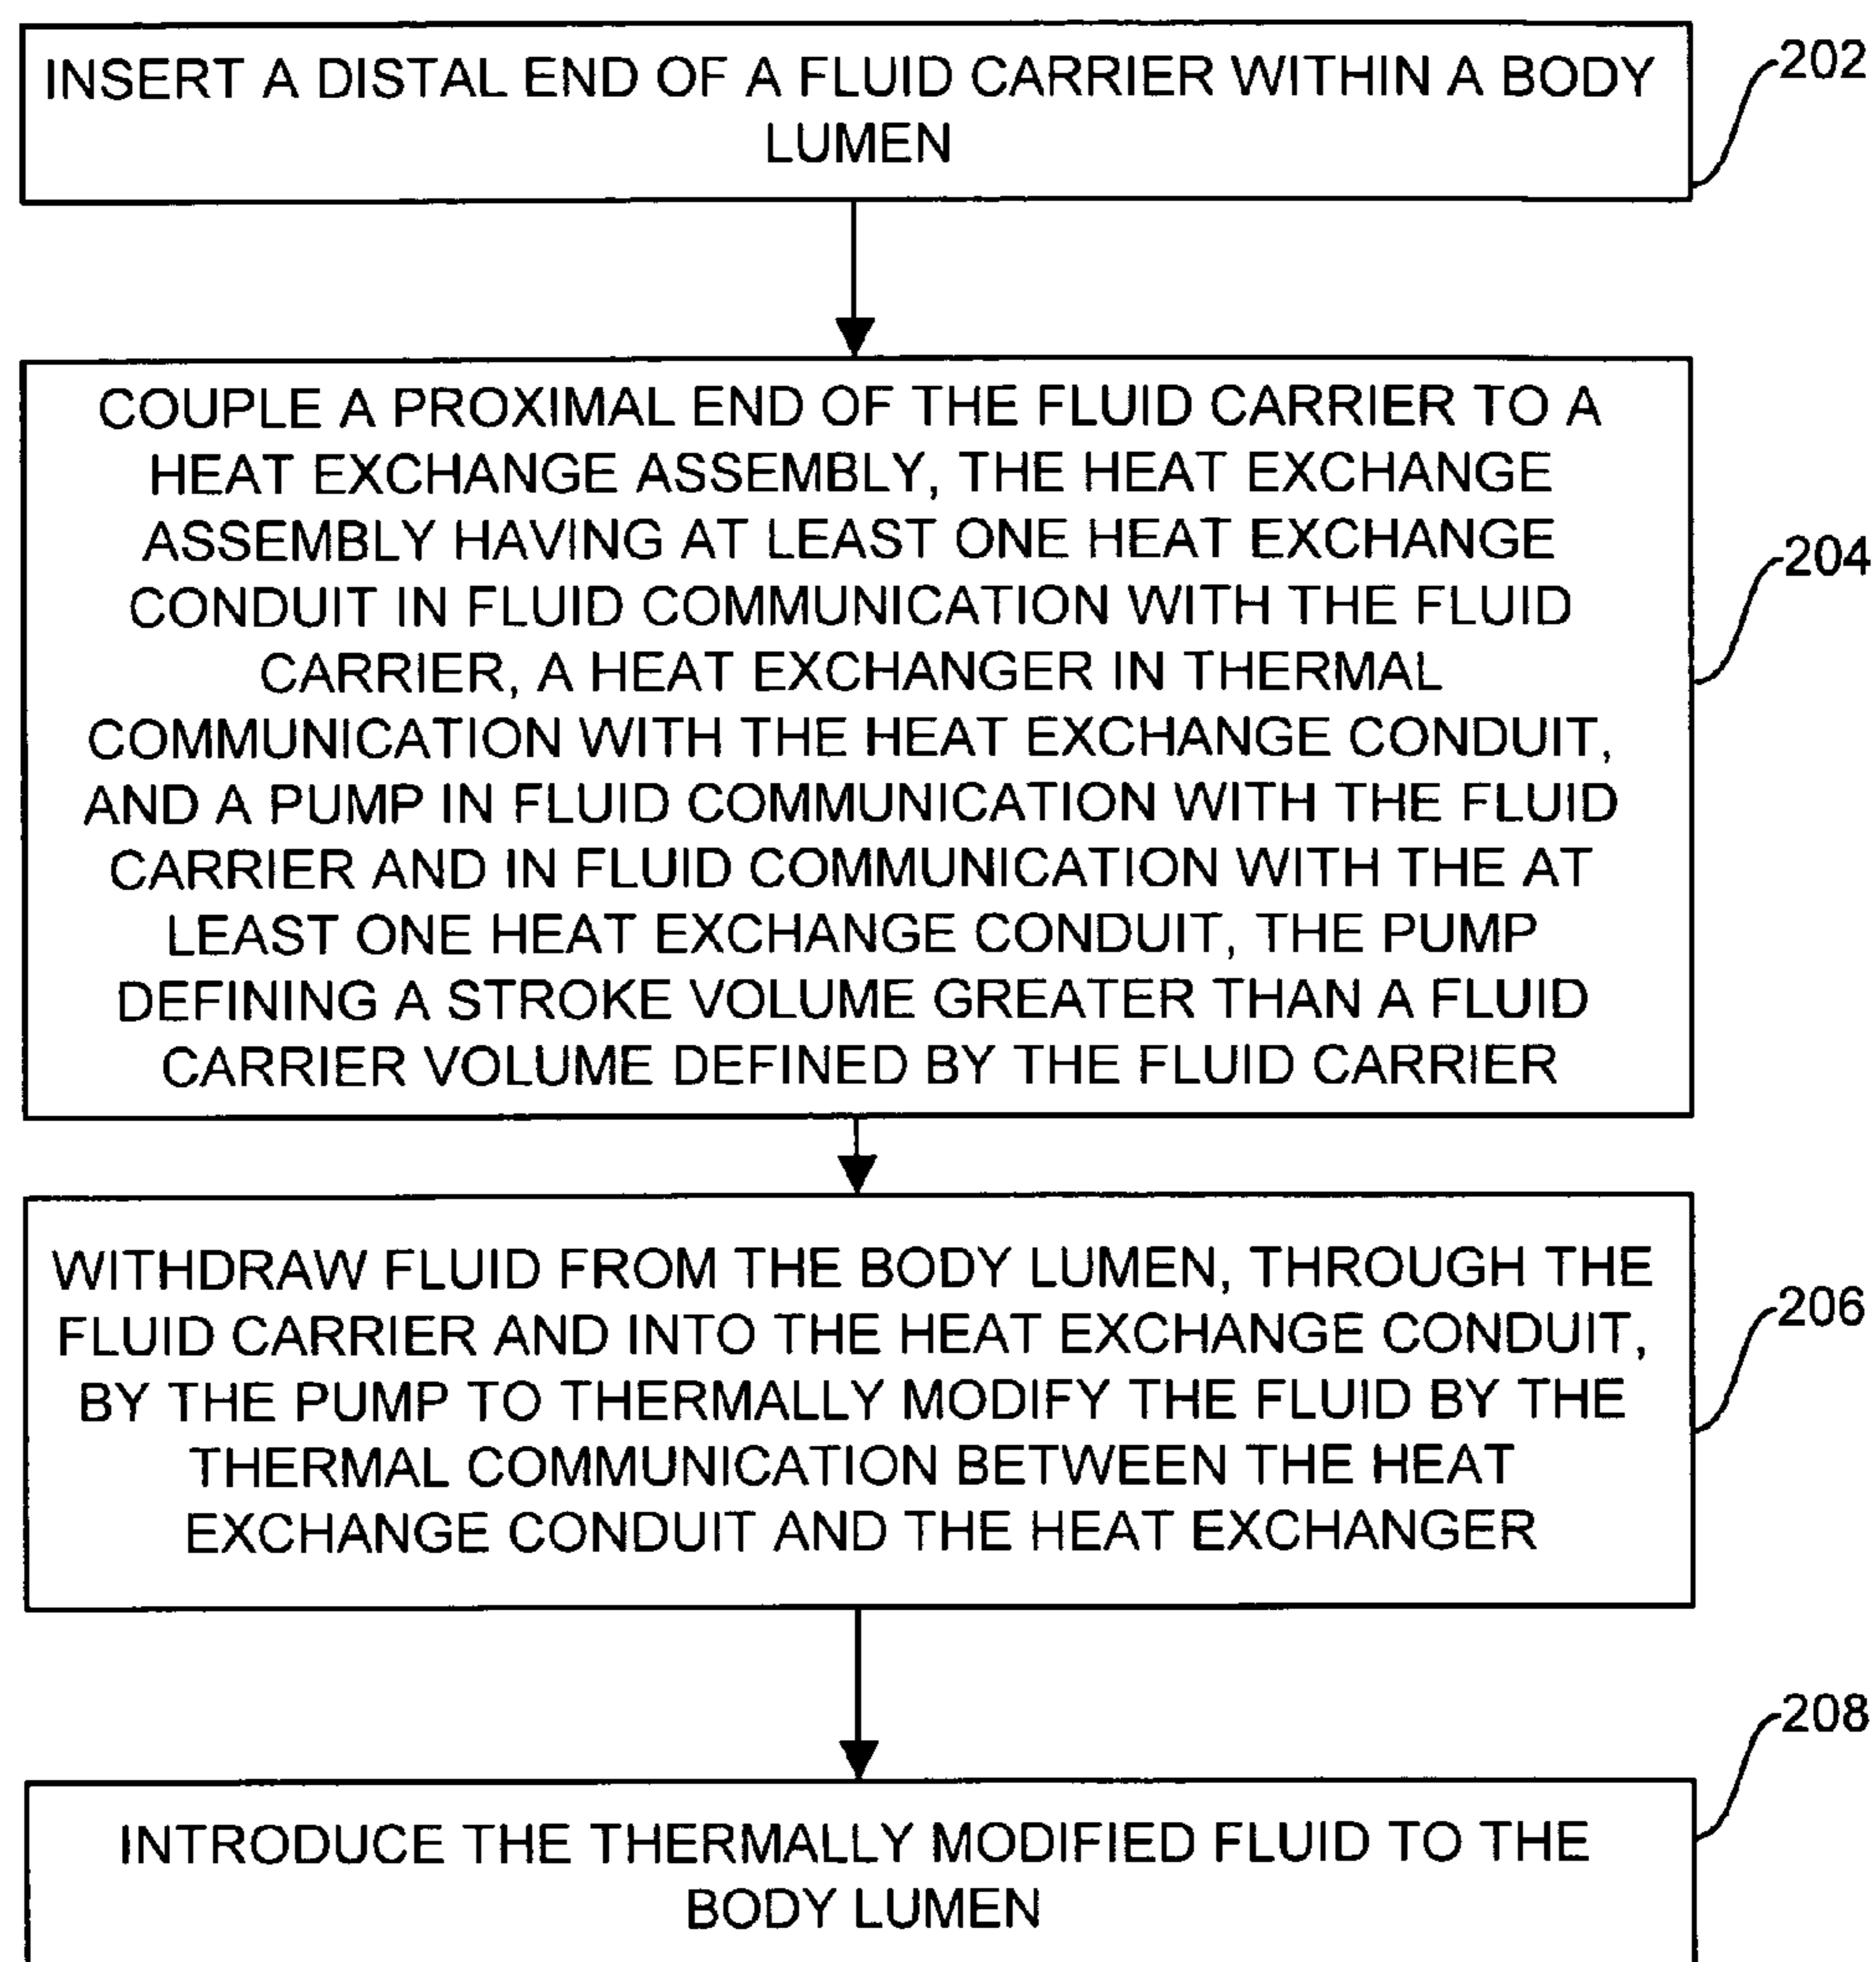 INSERT A DISTAL END OF A FLUID CARRIER WITHIN A BODY
LUMEN
202
COUPLE A PROXIMAL END OF THE FLUID CARRIER TO A
HEAT EXCHANGE ASSEMBLY, THE HEAT EXCHANGE
ASSEMBLY HAVING AT LEAST ONE HEAT EXCHANGE
CONDUIT IN FLUID COMMUNICATION WITH THE FLUID
CARRIER, A HEAT EXCHANGER IN THERMAL
COMMUNICATION WITH THE HEAT EXCHANGE CONDUIT,
AND A PUMP IN FLUID COMMUNICATION WITH THE FLUID
CARRIER AND IN FLUID COMMUNICATION WITH THE AT
LEAST ONE HEAT EXCHANGE CONDUIT, THE PUMP
DEFINING A STROKE VOLUME GREATER THAN A FLUID
CARRIER VOLUME DEFINED BY THE FLUID CARRIER
204
WITHDRAW FLUID FROM THE BODY LUMEN, THROUGH THE
FLUID CARRIER AND INTO THE HEAT EXCHANGE CONDUIT,
BY THE PUMP TO THERMALLY MODIFY THE FLUID BY THE
THERMAL COMMUNICATION BETWEEN THE HEAT
EXCHANGE CONDUIT AND THE HEAT EXCHANGER
206
INTRODUCE THE THERMALLY MODIFIED FLUID TO THE
BODY LUMEN
208